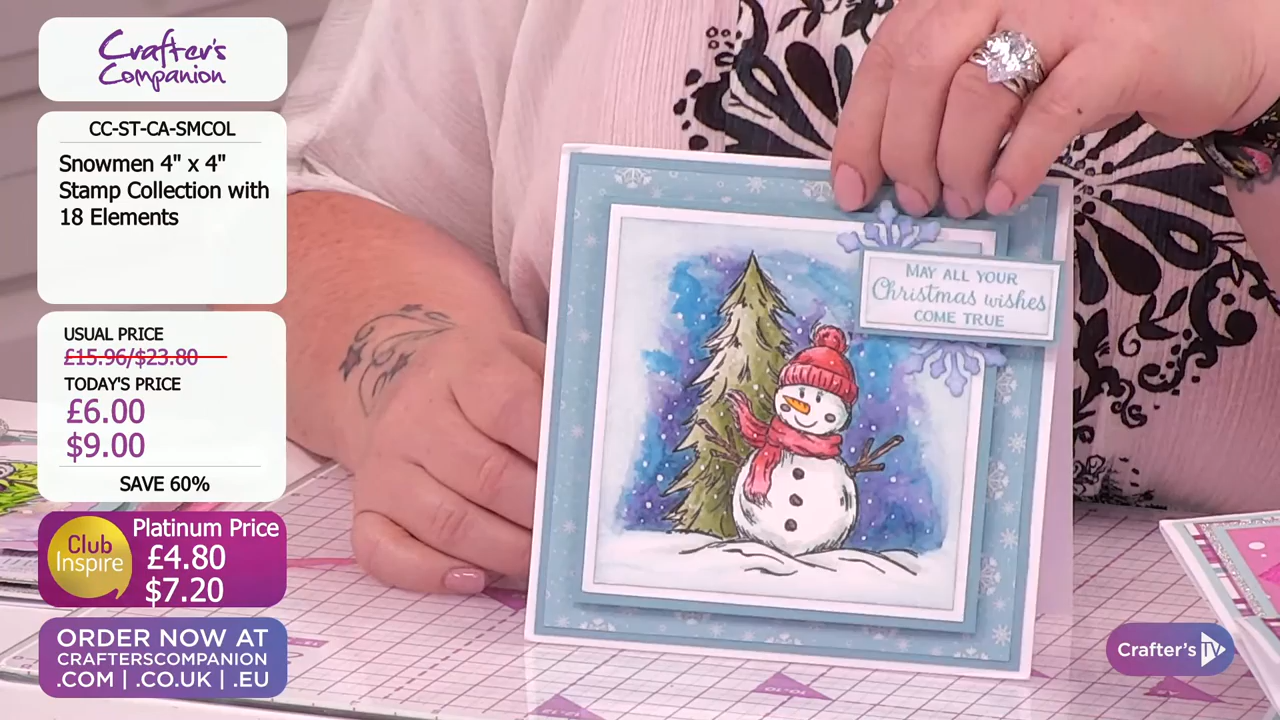 Crafter's
Companion
CC-ST-CA-SMCOL
Snowmen 4" x 4"
Stamp Collection with
18 Elements
USUAL PRICE
£15.96/$23.80
TODAY'S PRICE
£6.00
$9.00
SAVE 60%
Club
Inspire
Platinum Price
£4.80
$7.20
ORDER NOW AT
CRAFTERSCOMPANION
.COM | .CO.UK | .EU
MAY ALL YOUR
Christmas wishes
COME TRUE
Crafter's TV